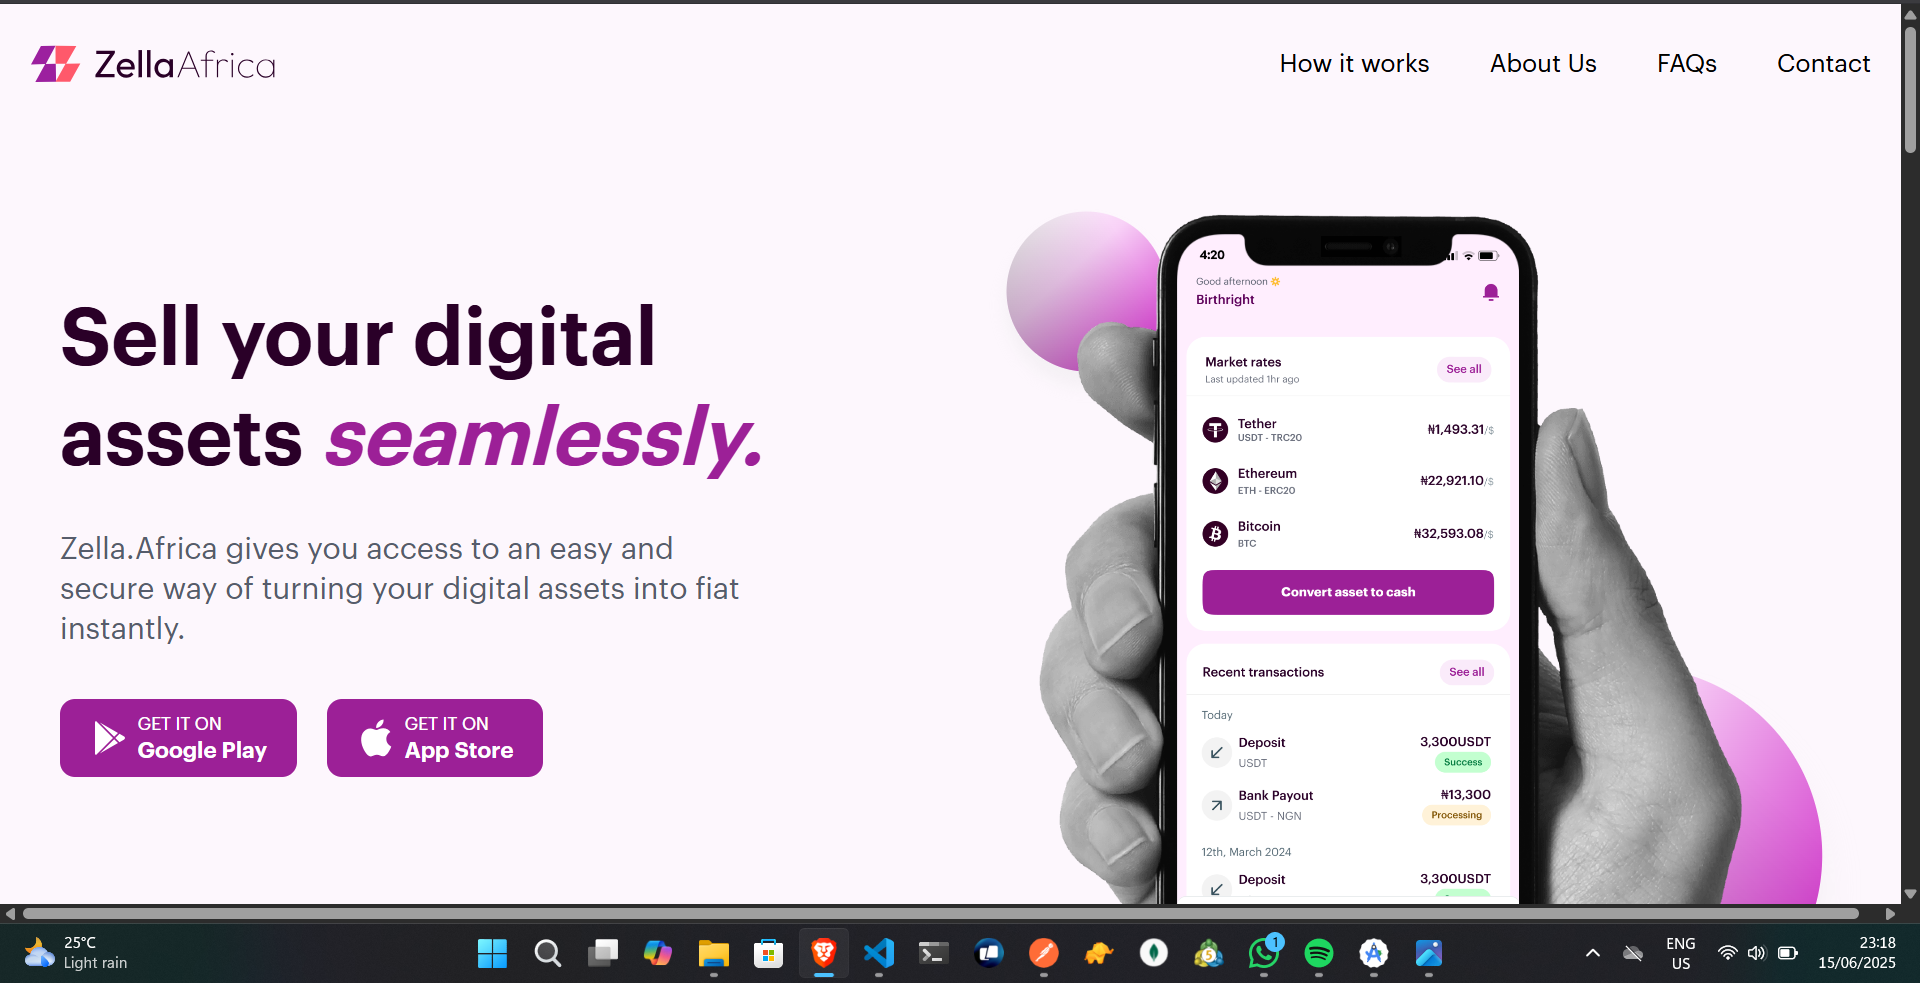 ZellaAfrica
How it works
About Us
FAQs
Contact
Sell your digital
assets seamlessly.
Zella.Africa gives you access to an easy and
secure way of turning your digital assets into fiat
instantly.
GET IT ON
Google Play
GET IT ON
App Store
4:20
Good afternoon
Birthright
Market rates
See all
Last updated 1hr ago
Tether
USDT - TRC20
₦1,493.31/$
Ethereum
ETH - ERC20
₦22,921.10/$
Bitcoin
BTC
₦32,593.08/$
Convert asset to cash
Recent transactions
See all
Today
Deposit
3,300USDT
USDT
Success
Bank Payout
₦13,300
USDT - NGN
Processing
12th, March 2024
Deposit
3,300USDT
25°C
Light rain
1
ENG
US
23:18
15/06/2025